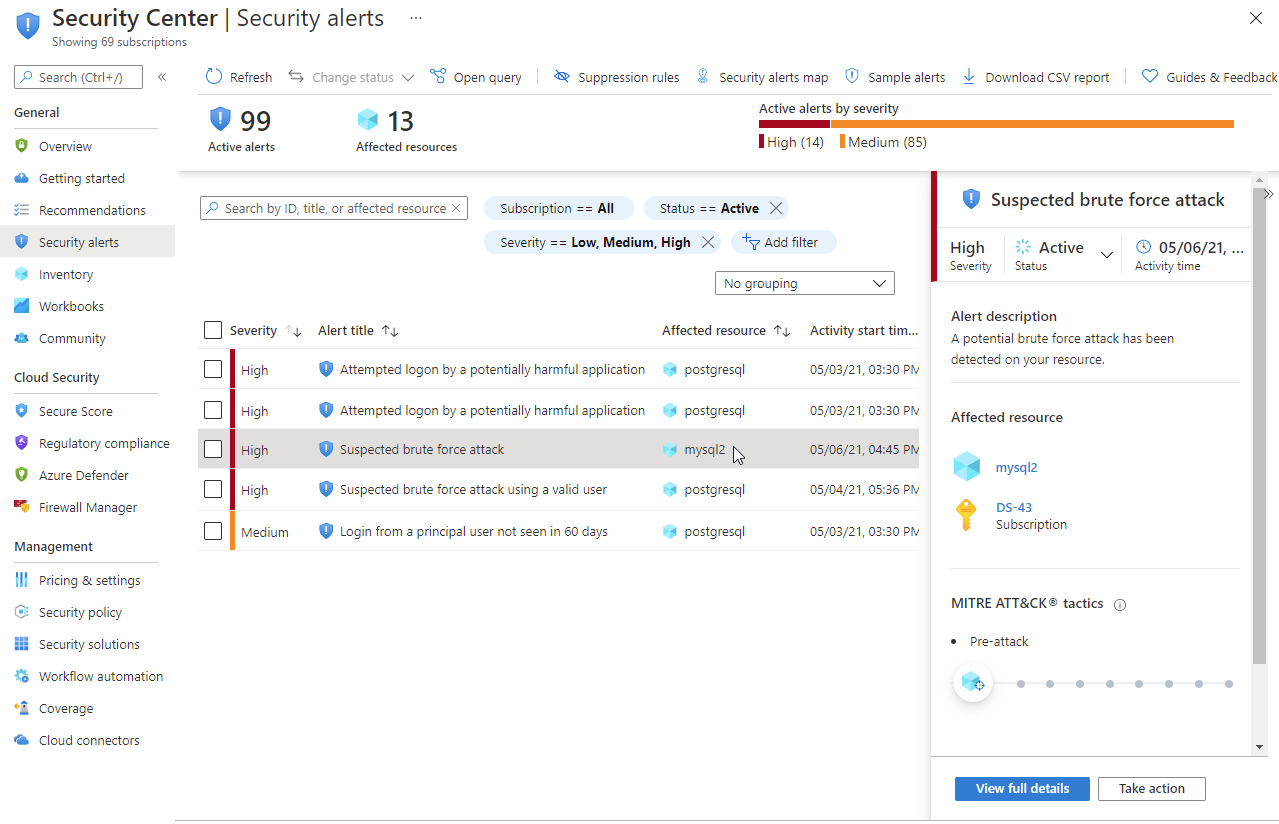 Security Center | Security alerts ...
Showing 69 subscriptions
Search (Ctrl+/) «
General
Overview
Getting started
Recommendations
Security alerts
Inventory
Workbooks
Community
Cloud Security
Secure Score
Regulatory compliance
Azure Defender
Firewall Manager
Management
Pricing & settings
Security policy
Security solutions
Workflow automation
Coverage
Cloud connectors
Refresh Change status Open query Suppression rules Security alerts map Sample alerts Download CSV report Guides & Feedback
99
Active alerts
13
Affected resources
Active alerts by severity
High (14) Medium (85)
Search by ID, title, or affected resource
Subscription == All
Status == Active
Severity == Low, Medium, High
Add filter
No grouping
Severity Alert title Affected resource Activity start tim...
High Attempted logon by a potentially harmful application postgresql 05/03/21, 03:30 PM
High Attempted logon by a potentially harmful application postgresql 05/03/21, 03:30 PM
High Suspected brute force attack mysql2 05/06/21, 04:45 PM
High Suspected brute force attack using a valid user postgresql 05/04/21, 05:36 PM
Medium Login from a principal user not seen in 60 days postgresql 05/03/21, 03:30 PM
Suspected brute force attack
High Active 05/06/21, ...
Severity Status Activity time
Alert description
A potential brute force attack has been
detected on your resource.
Affected resource
mysql2
DS-43
Subscription
MITRE ATT&CK® tactics
• Pre-attack
View full details Take action